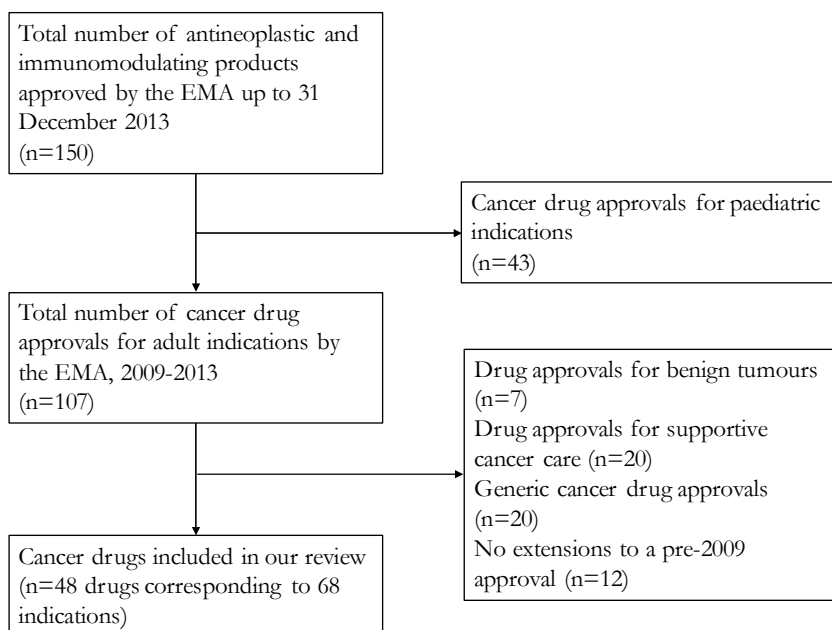 Total number of antineoplastic and
immunomodulating products
approved by the EMA up to 31
December 2013
(n=150)
Cancer drug approvals for paediatric
indications
(n=43)
Total number of cancer drug
approvals for adult indications by
the EMA, 2009-2013
(n=107)
Drug approvals for benign tumours
(n=7)
Drug approvals for supportive
cancer care (n=20)
Generic cancer drug approvals
(n=20)
No extensions to a pre-2009
approval (n=12)
Cancer drugs included in our review
(n=48 drugs corresponding to 68
indications)